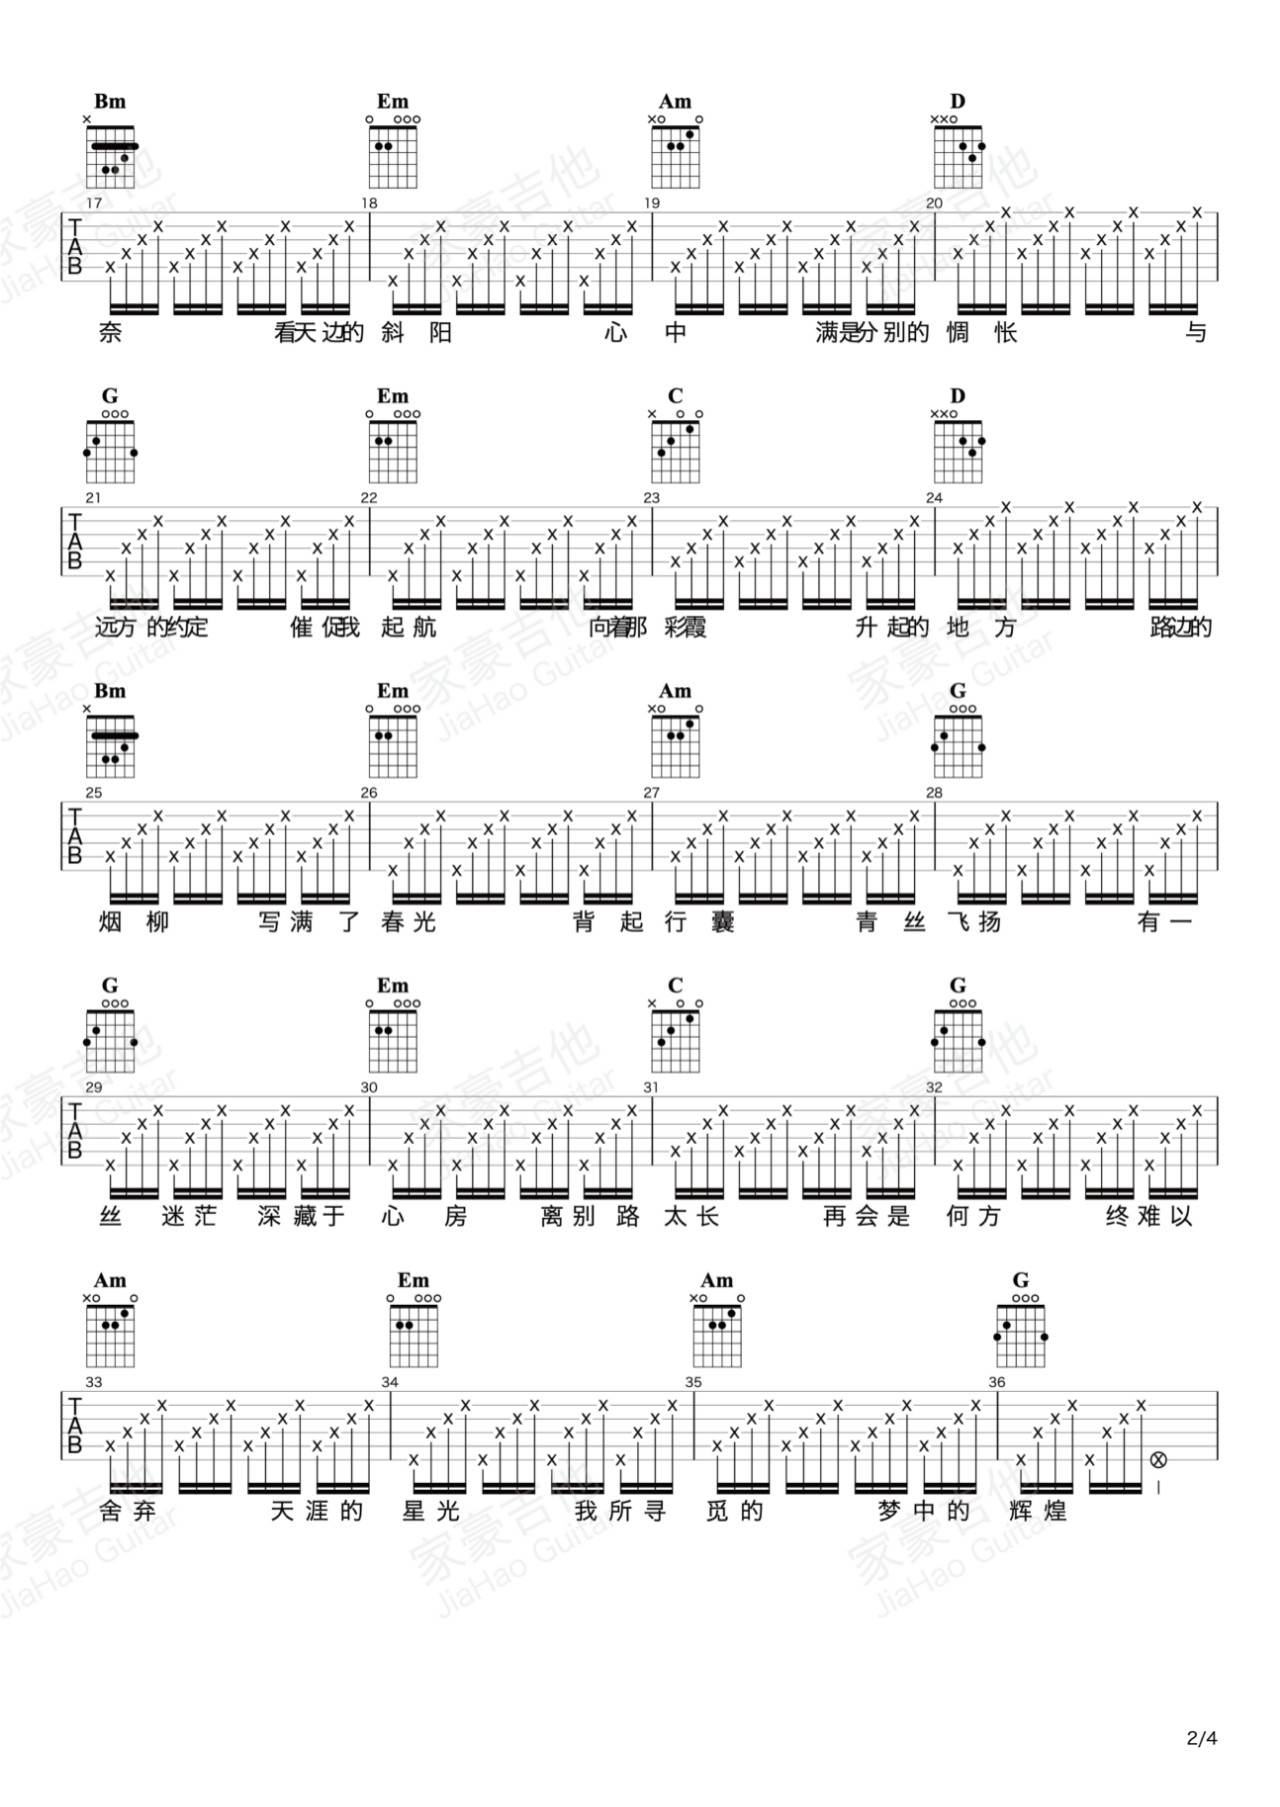 Bm Em Am D
17 18 19 20
T
A
B
奈 看天边的 斜阳 心 中 满是分别的 惆怅 与
G Em C D
21 22 23 24
T
A
B
远方的约定 催促我 起航 向着那 彩霞 升起的 地方 路边的
Bm Em Am G
25 26 27 28
T
A
B
烟柳 写满了 春光 背起 行囊 青丝 飞扬 有一
G Em C G
29 30 31 32
T
A
B
丝 迷茫 深藏于 心房 离别路 太长 再会是 何方 终难以
Am Em Am G
33 34 35 36
T
A
B
舍弃 天涯的 星光 我所寻 觅的 梦中的 辉煌
家豪吉他
JiaHao Guitar
2/4